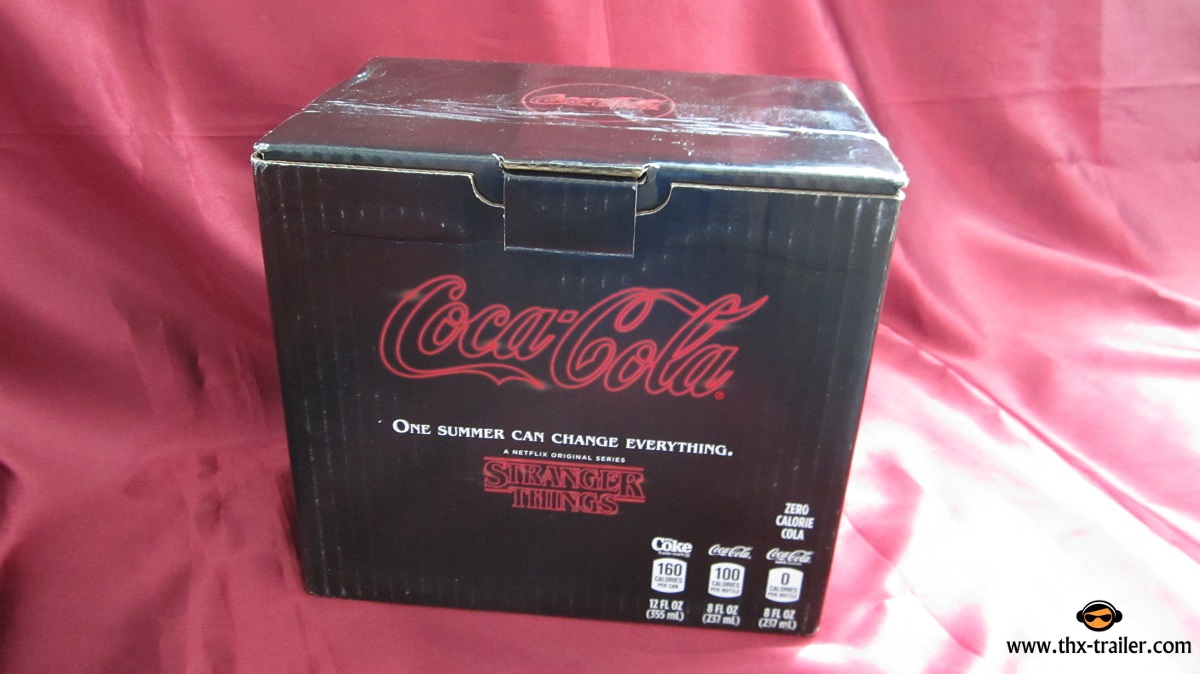 Coca-Cola
Coca-Cola®
ONE SUMMER CAN CHANGE EVERYTHING.
A NETFLIX ORIGINAL SERIES
STRANGER
THINGS
ZERO
CALORIE
COLA
Coke
Coca-Cola
Coca-Cola
160
CALORIES
PER CAN
100
CALORIES
PER BOTTLE
0
CALORIES
PER BOTTLE
12 FL OZ
(355 mL)
8 FL OZ
(237 mL)
8 FL OZ
(237 mL)
www.thx-trailer.com